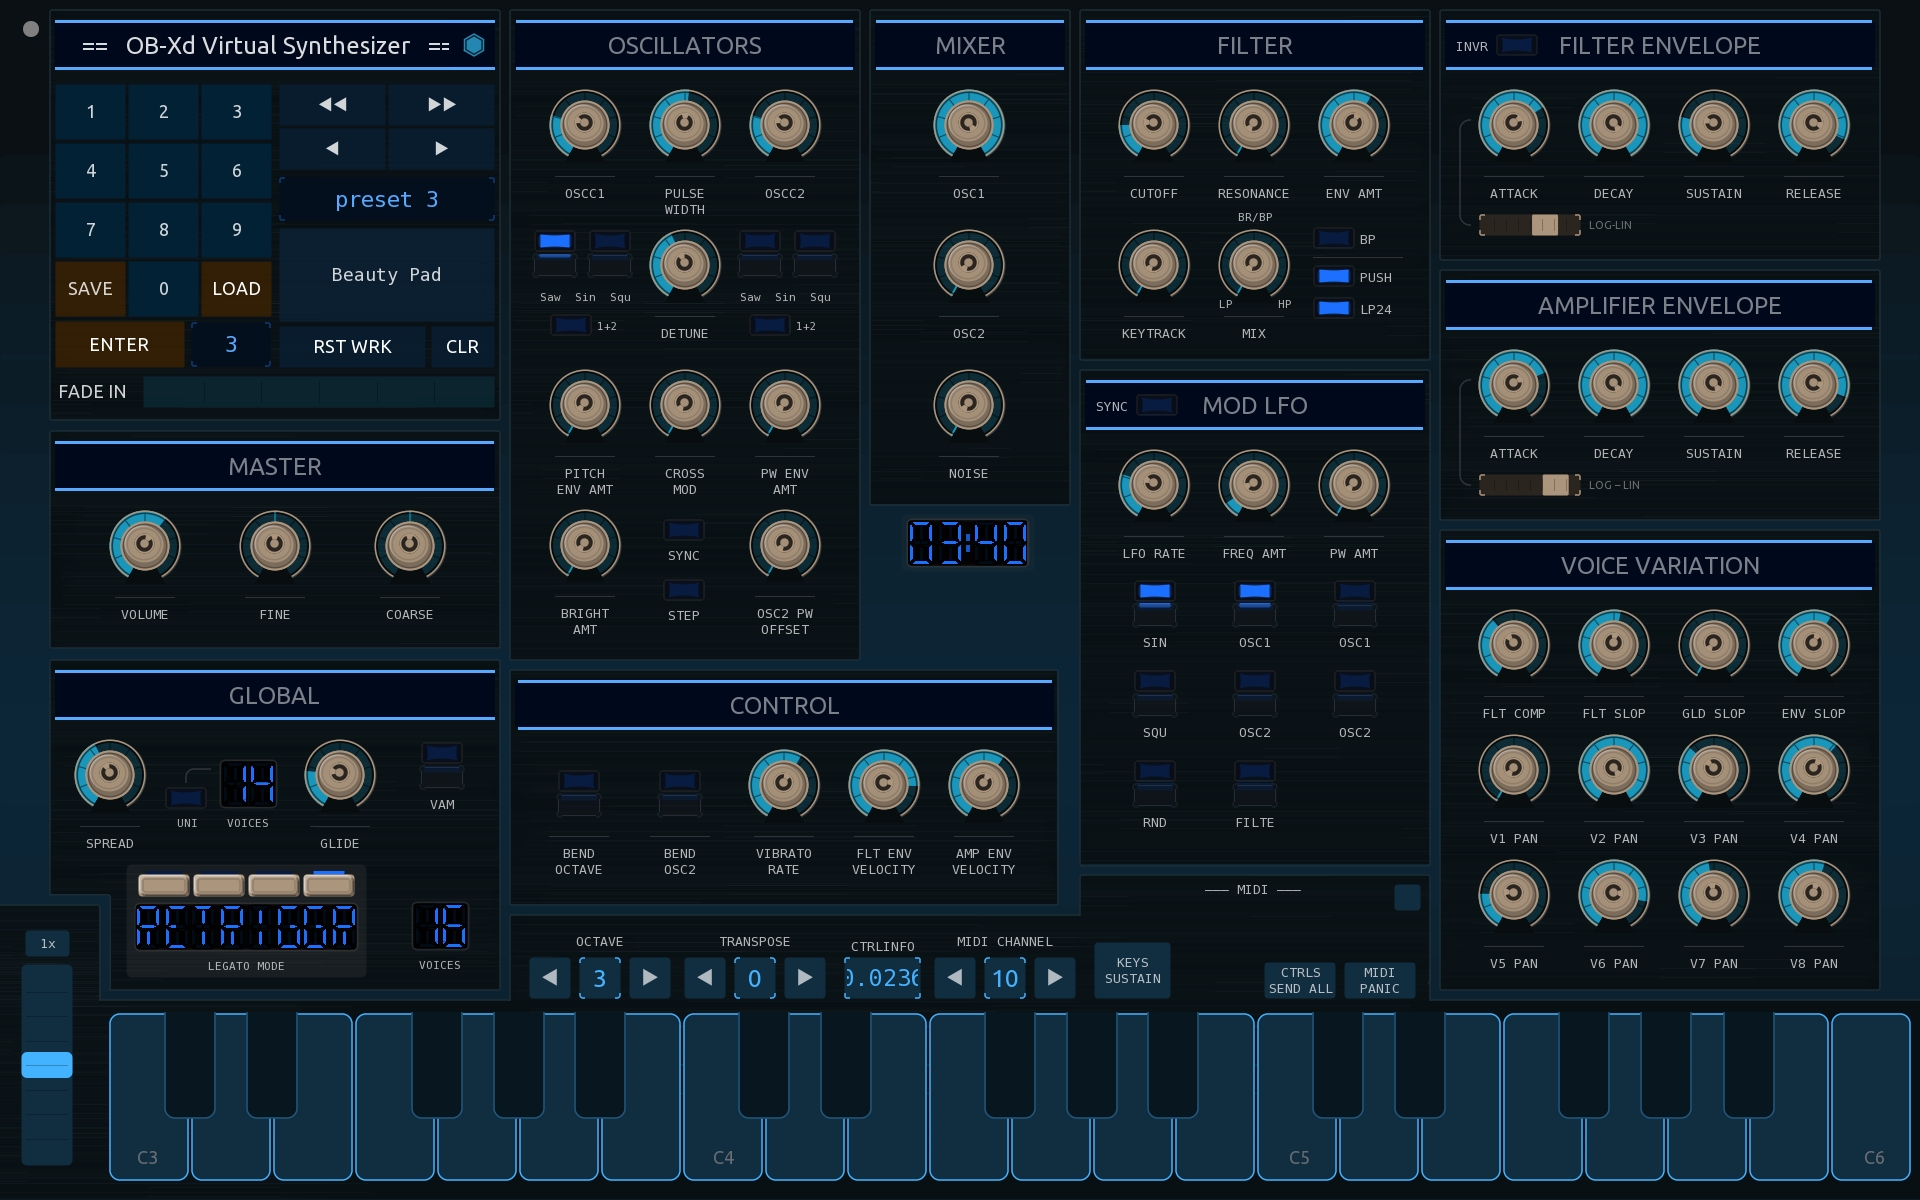 == OB-Xd Virtual Synthesizer ==
1 2 3
4 5 6
7 8 9
SAVE 0 LOAD
ENTER 3
preset 3
Beauty Pad
RST WRK CLR
FADE IN
MASTER
VOLUME FINE COARSE
GLOBAL
14
UNI VOICES VAM
SPREAD GLIDE
16
LEGATO MODE VOICES
OSCILLATORS
OSCC1 PULSE WIDTH OSCC2
Saw Sin Squ Saw Sin Squ
1+2 DETUNE 1+2
PITCH ENV AMT CROSS MOD PW ENV AMT
SYNC
BRIGHT AMT STEP OSC2 PW OFFSET
MIXER
OSC1
OSC2
NOISE
CONTROL
BEND OCTAVE BEND OSC2 VIBRATO RATE FLT ENV VELOCITY AMP ENV VELOCITY
FILTER
CUTOFF RESONANCE ENV AMT
BR/BP
BP
PUSH
LP HP LP24
KEYTRACK MIX
SYNC MOD LFO
LFO RATE FREQ AMT PW AMT
SIN OSC1 OSC1
SQU OSC2 OSC2
RND FILTE
INVR FILTER ENVELOPE
ATTACK DECAY SUSTAIN RELEASE
LOG-LIN
AMPLIFIER ENVELOPE
ATTACK DECAY SUSTAIN RELEASE
LOG – LIN
VOICE VARIATION
FLT COMP FLT SLOP GLD SLOP ENV SLOP
V1 PAN V2 PAN V3 PAN V4 PAN
V5 PAN V6 PAN V7 PAN V8 PAN
MIDI
1x
OCTAVE TRANSPOSE CTRLINFO MIDI CHANNEL
3 0 0.0236 10
KEYS SUSTAIN
CTRLS SEND ALL
MIDI PANIC
C3 C4 C5 C6